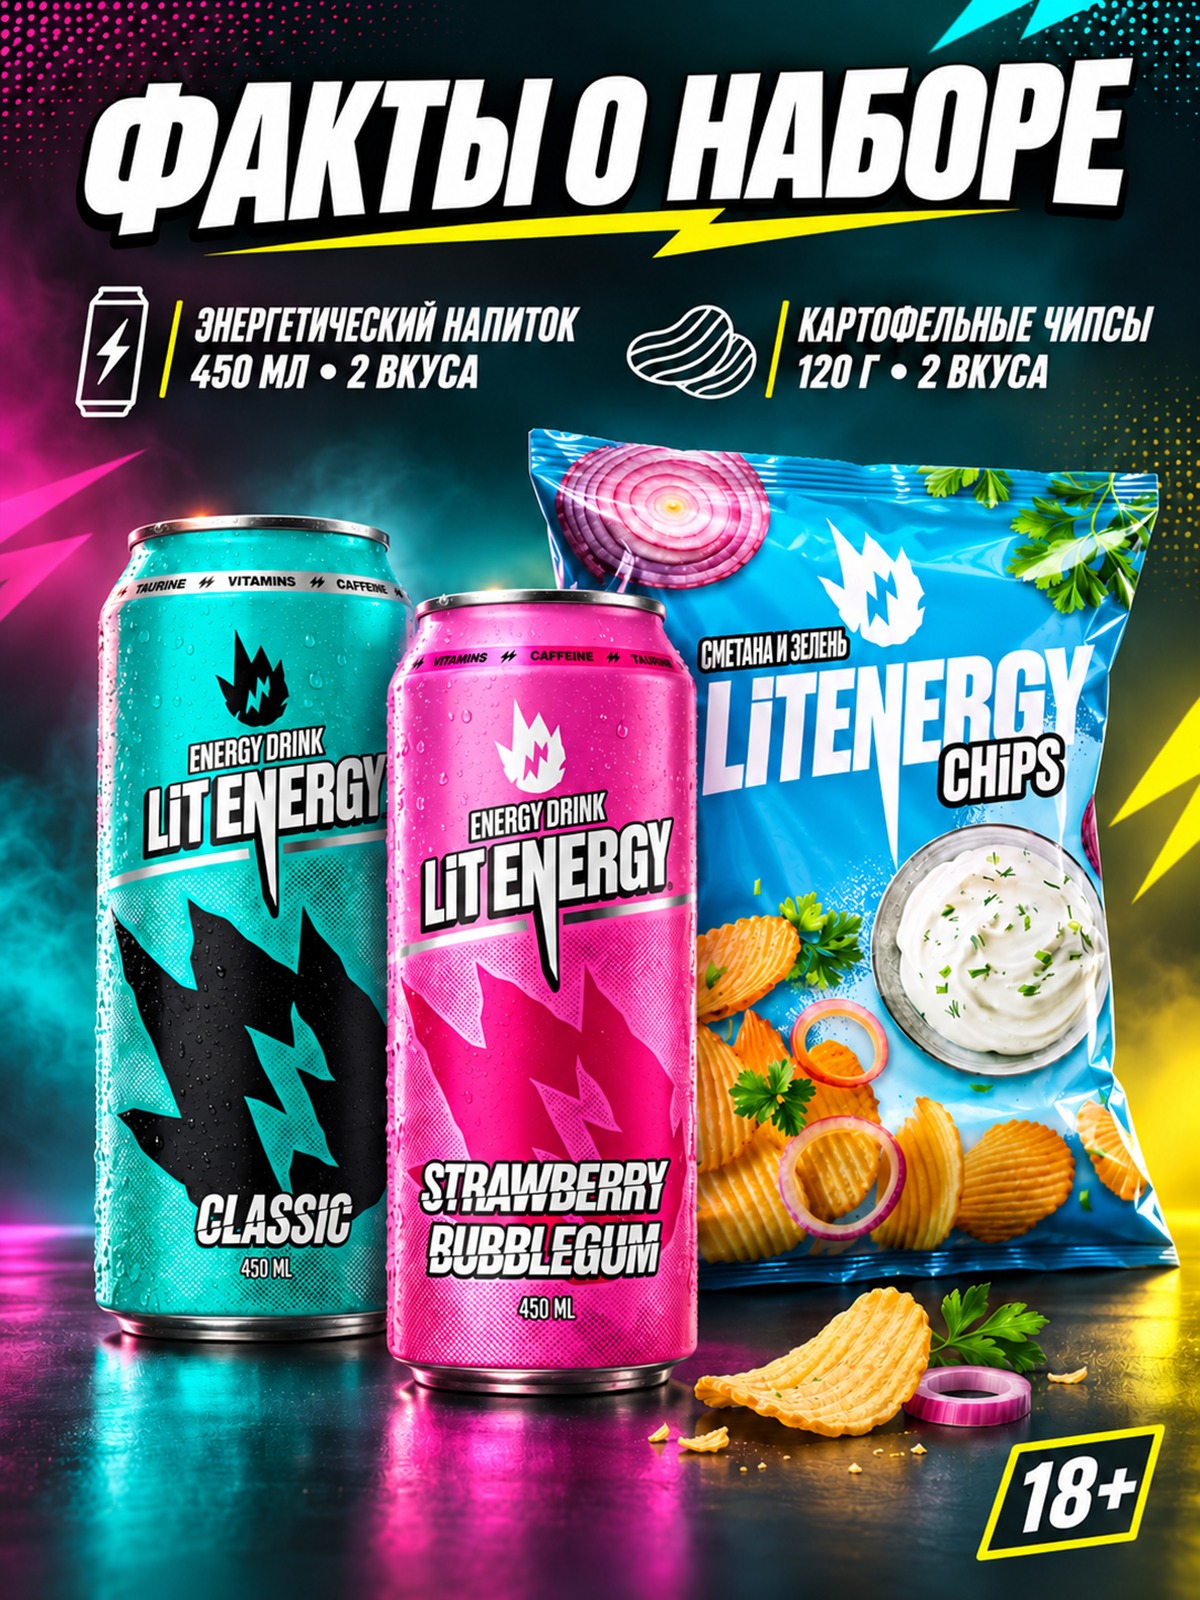 ФАКТЫ О НАБОРЕ
ЭНЕРГЕТИЧЕСКИЙ НАПИТОК
450 МЛ • 2 ВКУСА
КАРТОФЕЛЬНЫЕ ЧИПСЫ
120 Г • 2 ВКУСА
TAURINE VITAMINS CAFFEINE
ENERGY DRINK
LiT ENERGY
CLASSIC
450 ML
VITAMINS CAFFEINE TAURINE
ENERGY DRINK
LiT ENERGY
STRAWBERRY
BUBBLEGUM
450 ML
СМЕТАНА И ЗЕЛЕНЬ
LiTENERGY
CHiPS
18+